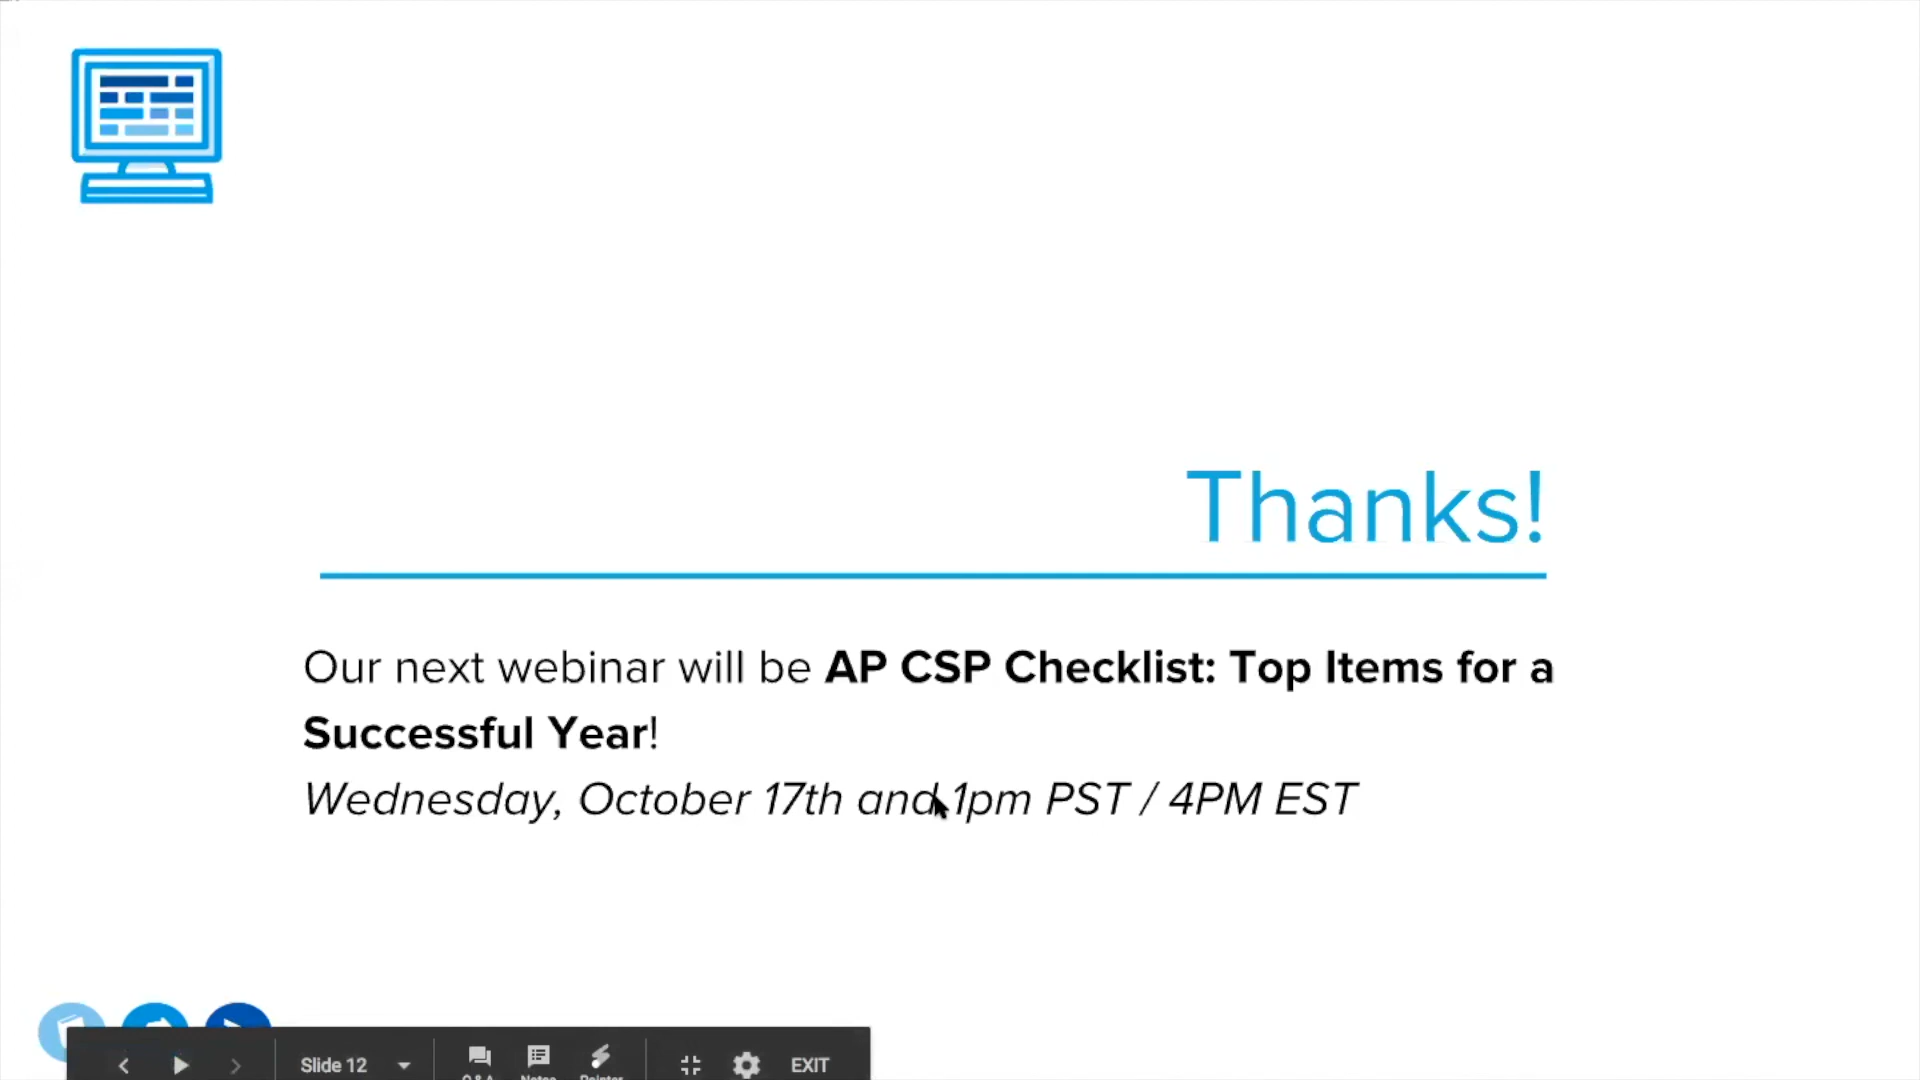 Thanks!
Our next webinar will be AP CSP Checklist: Top Items for a
Successful Year!
Wednesday, October 17th and 1pm PST / 4PM EST
Slide 12
Q & A Notes Pointer
EXIT